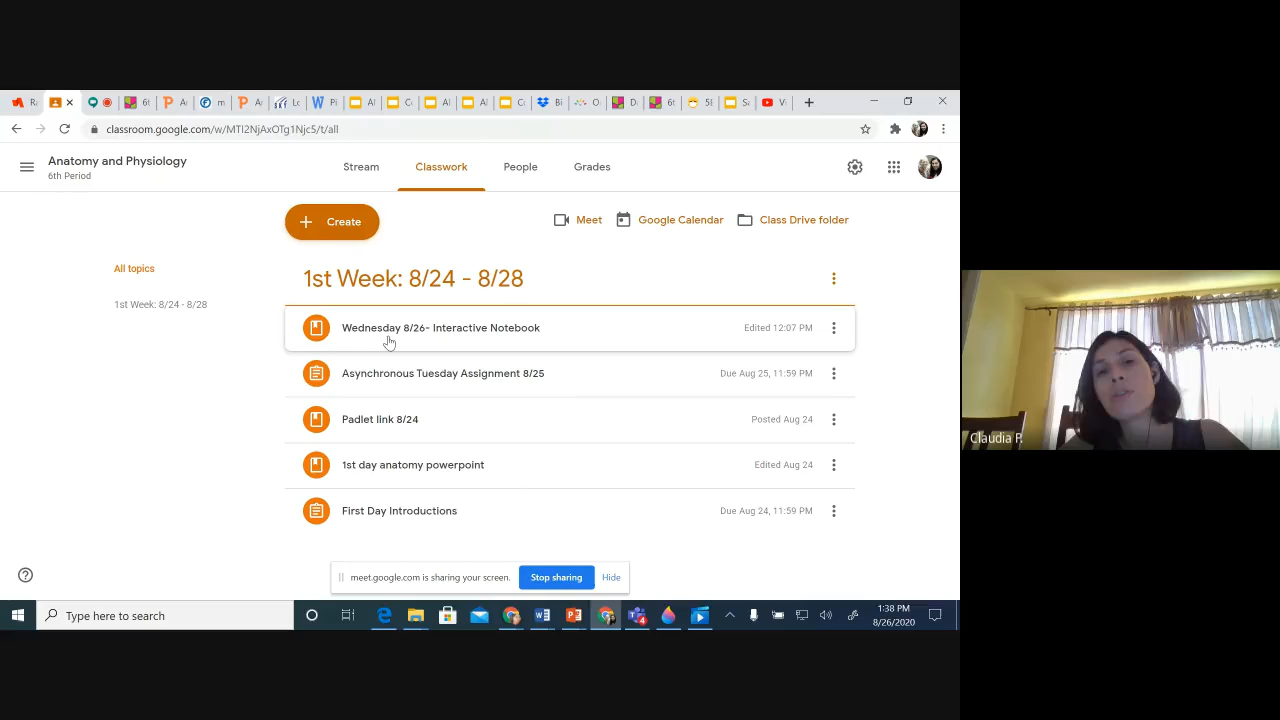 classroom.google.com/w/MTI2NjAxOTg1Njc5/t/all
Anatomy and Physiology
6th Period
Stream
Classwork
People
Grades
+ Create
Meet
Google Calendar
Class Drive folder
All topics
1st Week: 8/24 - 8/28
1st Week: 8/24 - 8/28
Wednesday 8/26- Interactive Notebook
Edited 12:07 PM
Asynchronous Tuesday Assignment 8/25
Due Aug 25, 11:59 PM
Padlet link 8/24
Posted Aug 24
1st day anatomy powerpoint
Edited Aug 24
First Day Introductions
Due Aug 24, 11:59 PM
Claudia P.
meet.google.com is sharing your screen.
Stop sharing
Hide
Type here to search
4
1:38 PM
8/26/2020